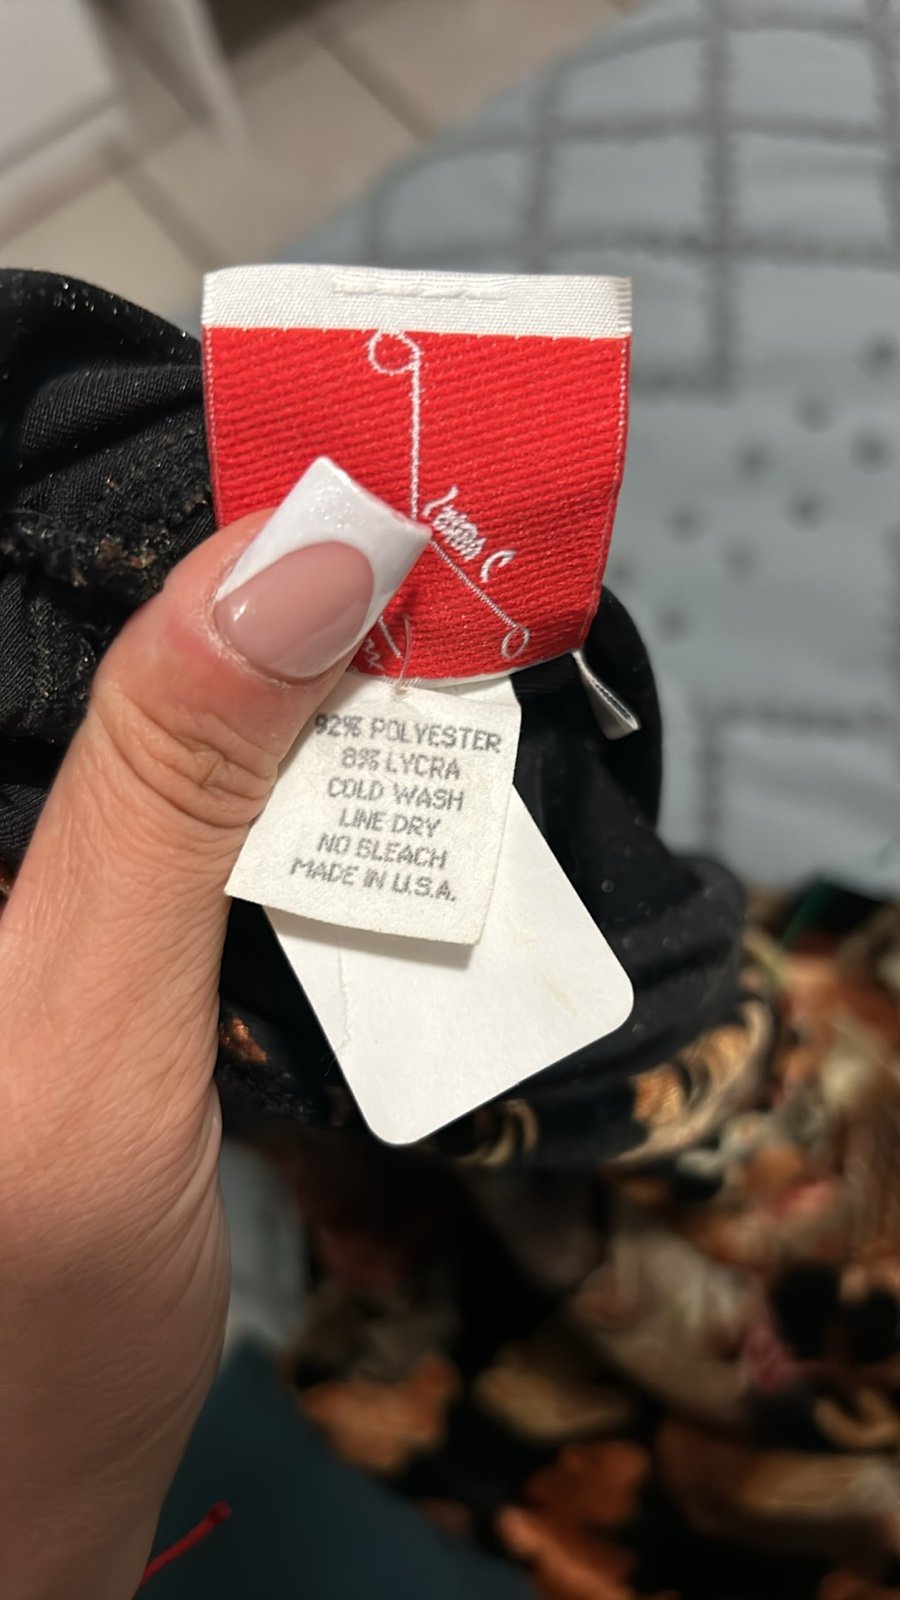 92% POLYESTER
8% LYCRA
COLD WASH
LINE DRY
NO BLEACH
MADE IN U.S.A.